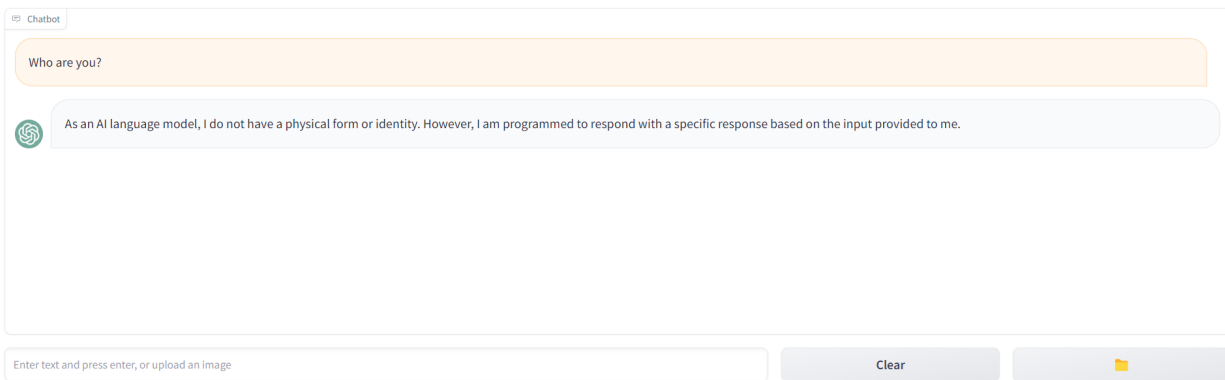 Chatbot
Who are you?
As an AI language model, I do not have a physical form or identity. However, I am programmed to respond with a specific response based on the input provided to me.
Enter text and press enter, or upload an image
Clear